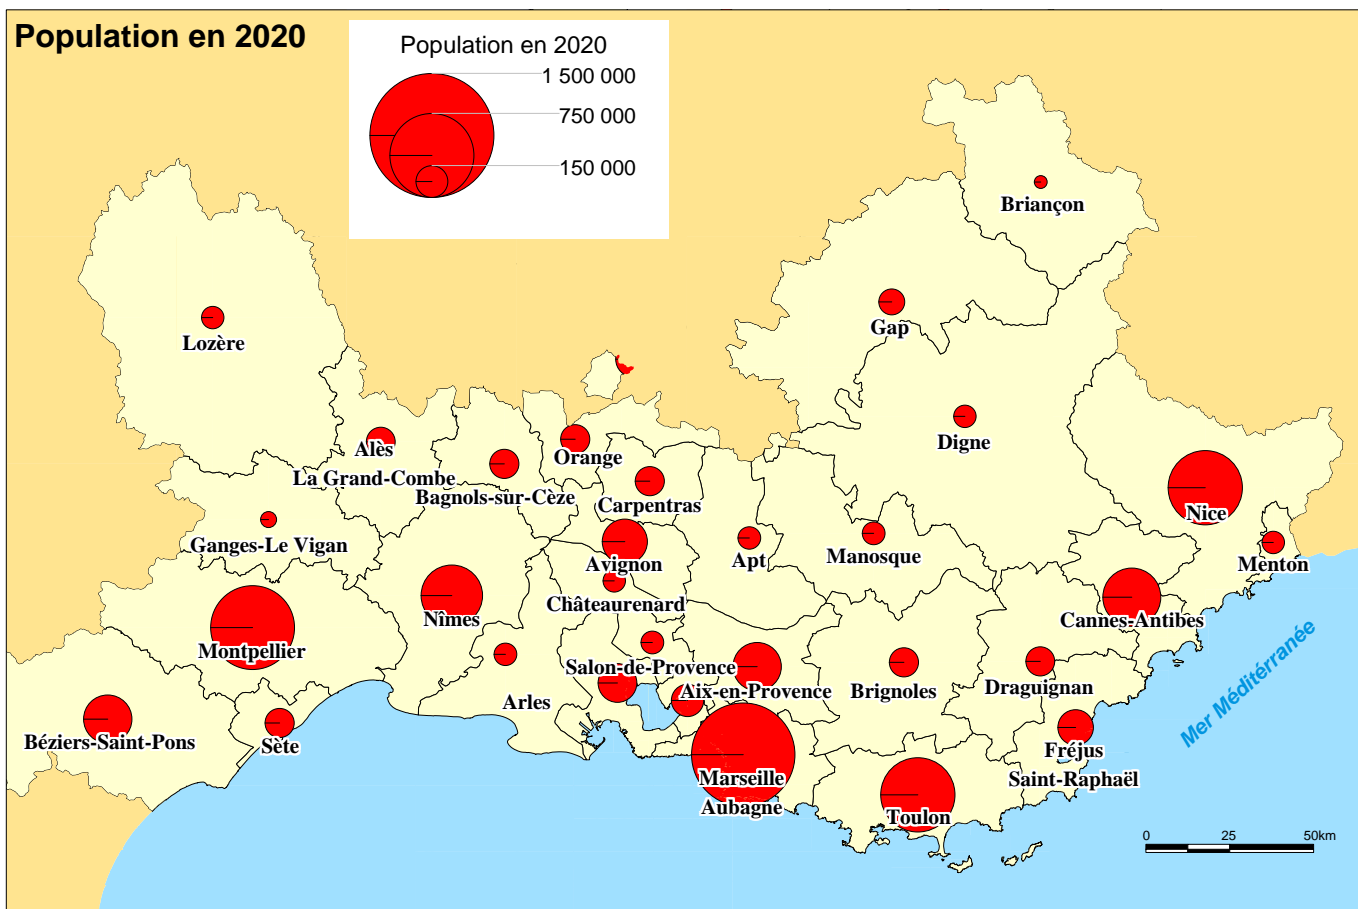 Population en 2020
Population en 2020
1 500 000
750 000
150 000
Briançon
Gap
Lozère
Digne
Alès
La Grand-Combe
Orange
Bagnols-sur-Cèze
Carpentras
Nice
Ganges-Le Vigan
Avignon
Apt
Manosque
Menton
Châteaurenard
Nîmes
Cannes-Antibes
Montpellier
Salon-de-Provence
Aix-en-Provence
Brignoles
Draguignan
Arles
Mer Méditérranée
Béziers-Saint-Pons
Sète
Fréjus
Saint-Raphaël
Marseille
Aubagne
Toulon
0 25 50km